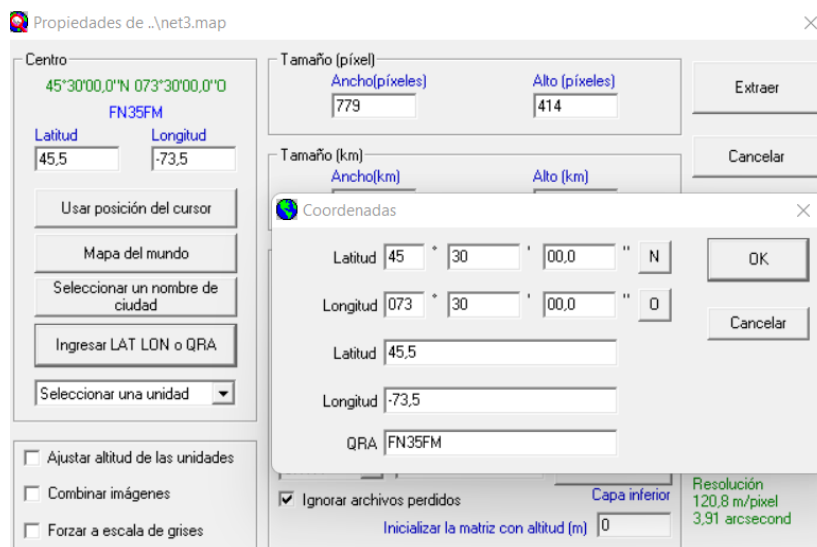 Propiedades de ..\net3.map
Centro
45°30'00,0''N 073°30'00,0''O
FN35FM
Latitud Longitud
45,5 -73,5
Usar posición del cursor
Mapa del mundo
Seleccionar un nombre de
ciudad
Ingresar LAT LON o QRA
Seleccionar una unidad
Ajustar altitud de las unidades
Combinar imágenes
Forzar a escala de grises
Tamaño (píxel)
Ancho(píxeles) Alto (píxeles)
779 414
Tamaño (km)
Ancho(km) Alto (km)
Extraer
Cancelar
Coordenadas
Latitud 45 ° 30 ' 00,0 '' N
Longitud 073 ° 30 ' 00,0 '' O
Latitud 45,5
Longitud -73,5
QRA FN35FM
OK
Cancelar
Ignorar archivos perdidos
Capa inferior
Inicializar la matriz con altitud (m) 0
Resolución
120,8 m/pixel
3,91 arcsecond